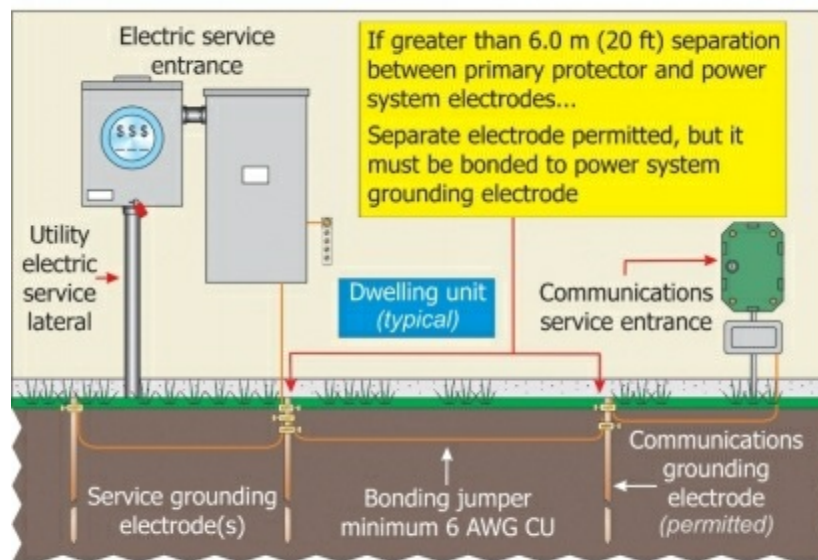 Electric service
entrance
If greater than 6.0 m (20 ft) separation
between primary protector and power
system electrodes...
Separate electrode permitted, but it
must be bonded to power system
grounding electrode
$ $ $
Utility
electric
service
lateral
Dwelling unit
(typical)
Communications
service entrance
Service grounding
electrode(s)
Bonding jumper
minimum 6 AWG CU
Communications
grounding
electrode
(permitted)